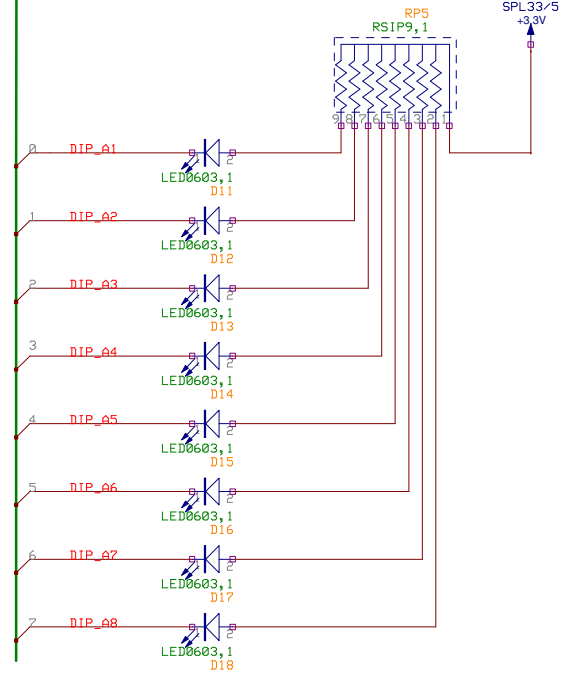 SPL33/5
+3.3V
RP5
RSIP9,1
9 8 7 6 5 4 3 2 1
0 DIP_A1 1 2
LED0603,1
D11
1 DIP_A2 1 2
LED0603,1
D12
2 DIP_A3 1 2
LED0603,1
D13
3 DIP_A4 1 2
LED0603,1
D14
4 DIP_A5 1 2
LED0603,1
D15
5 DIP_A6 1 2
LED0603,1
D16
6 DIP_A7 1 2
LED0603,1
D17
7 DIP_A8 1 2
LED0603,1
D18